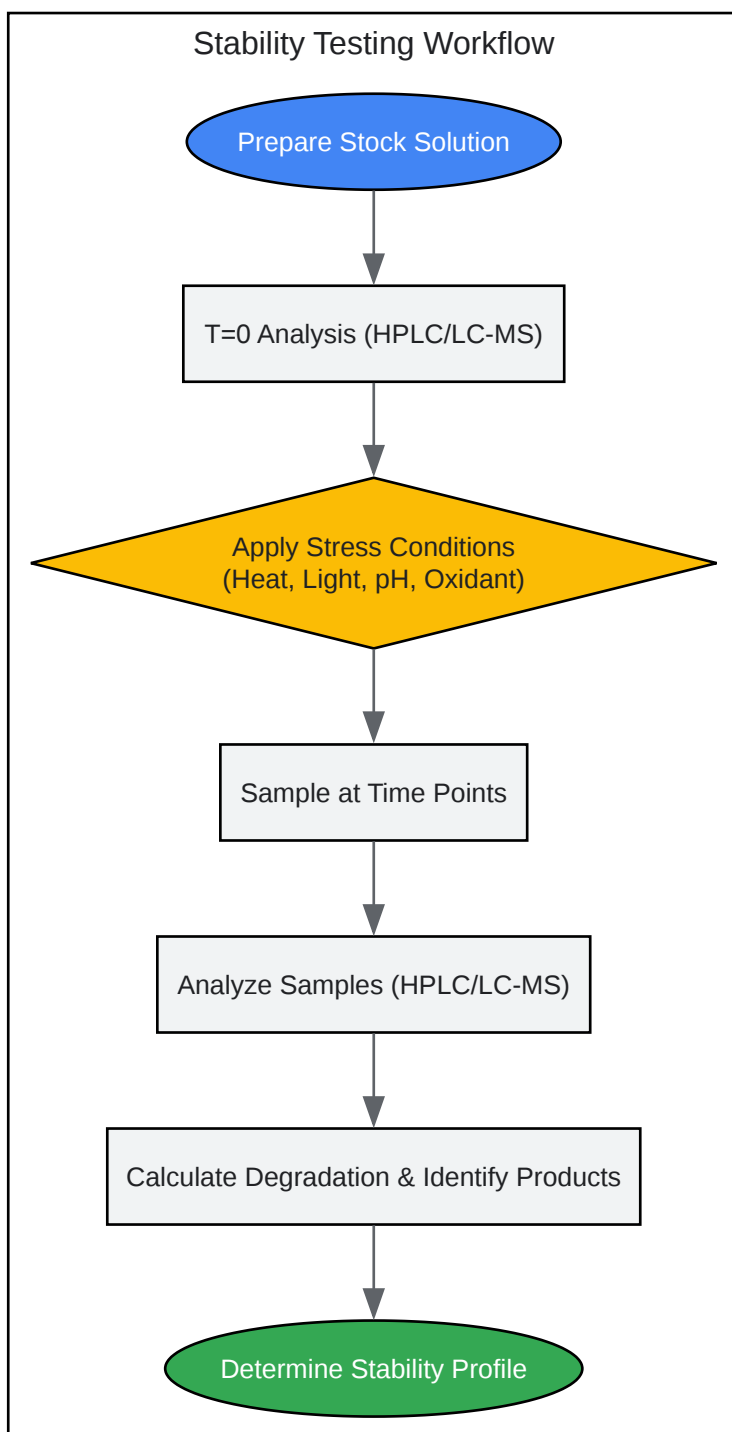 Stability Testing Workflow
Prepare Stock Solution
T=0 Analysis (HPLC/LC-MS)
Apply Stress Conditions
(Heat, Light, pH, Oxidant)
Sample at Time Points
Analyze Samples (HPLC/LC-MS)
Calculate Degradation & Identify Products
Determine Stability Profile